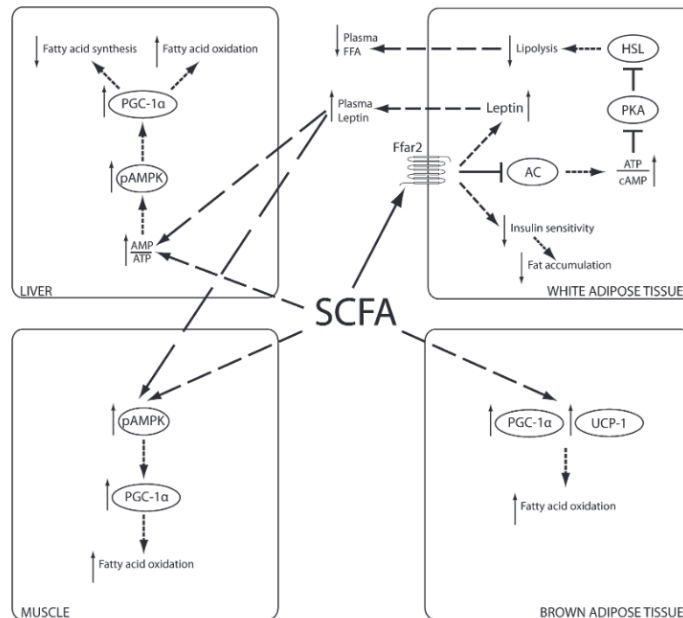 Fatty acid synthesis
Fatty acid oxidation
PGC-1α
pAMPK
AMP
ATP
LIVER
Plasma
FFA
Plasma
Leptin
Lipolysis
HSL
Leptin
PKA
Ffar2
AC
ATP
cAMP
Insulin sensitivity
Fat accumulation
WHITE ADIPOSE TISSUE
SCFA
pAMPK
PGC-1α
Fatty acid oxidation
MUSCLE
PGC-1α
UCP-1
Fatty acid oxidation
BROWN ADIPOSE TISSUE